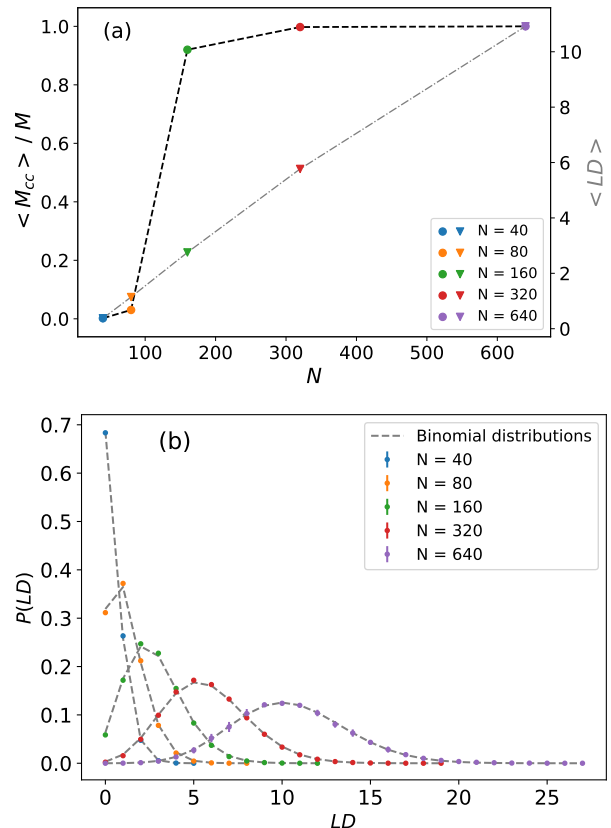 (a)
1.0
0.8
0.6
0.4
0.2
0.0
< M_cc > / M
10
8
6
4
2
0
< LD >
N = 40
N = 80
N = 160
N = 320
N = 640
100 200 300 400 500 600
N
(b)
0.7
0.6
0.5
0.4
0.3
0.2
0.1
0.0
P(LD)
Binomial distributions
N = 40
N = 80
N = 160
N = 320
N = 640
0 5 10 15 20 25
LD